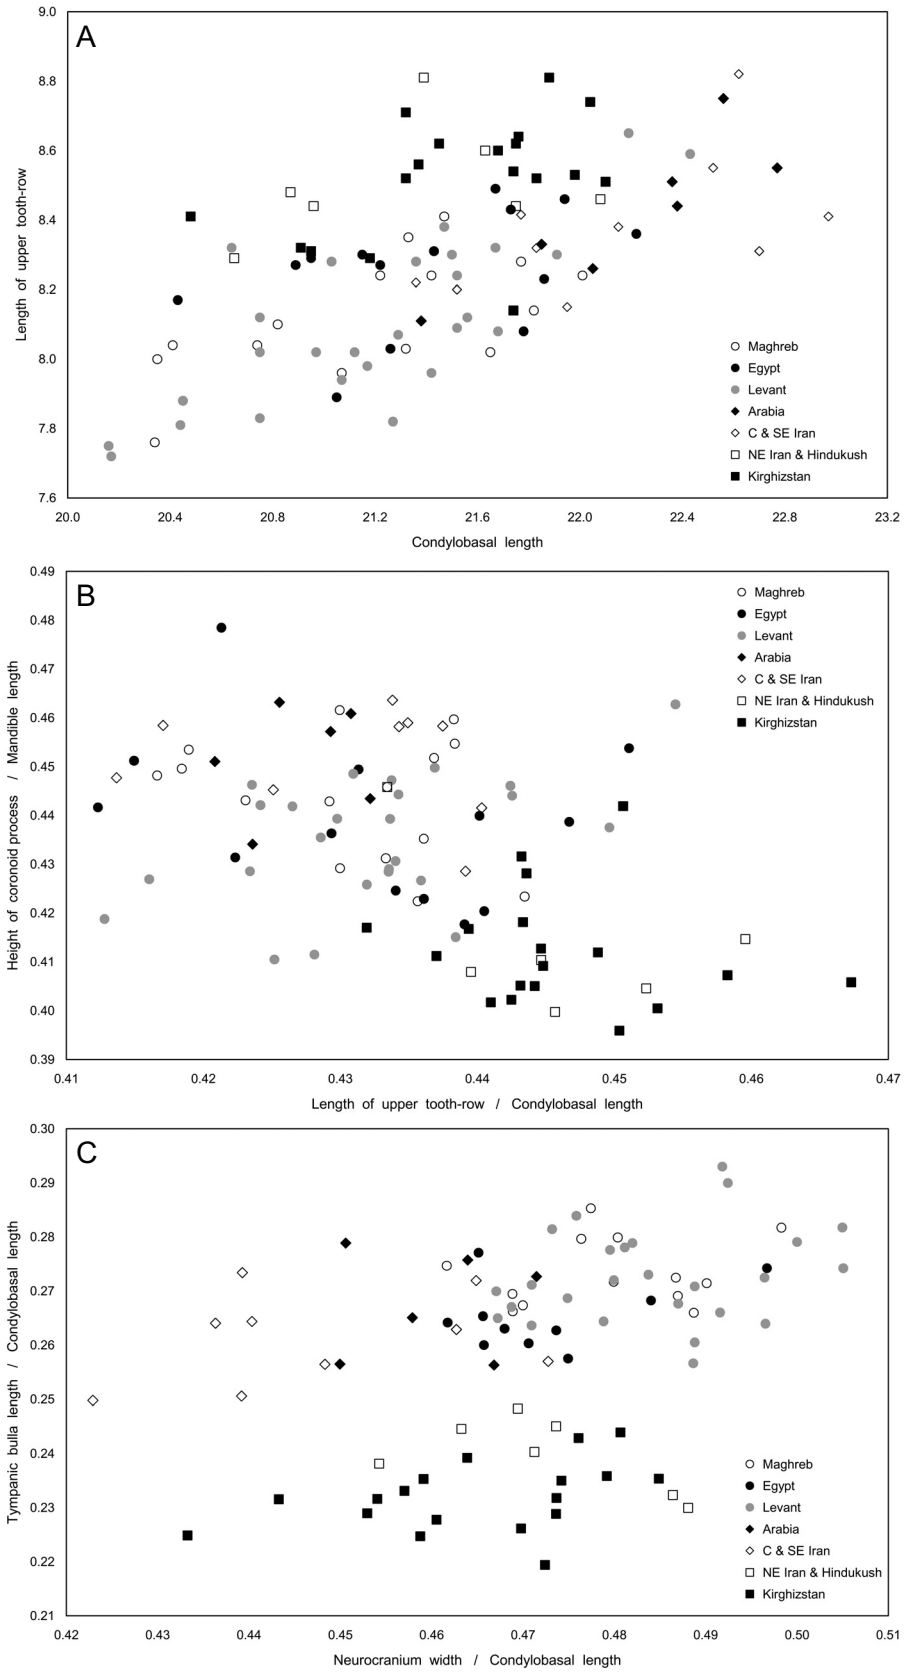 A
9.0
8.8
8.6
8.4
8.2
8.0
7.8
7.6
Length of upper tooth-row
Maghreb
Egypt
Levant
Arabia
C & SE Iran
NE Iran & Hindukush
Kirghizstan
20.0 20.4 20.8 21.2 21.6 22.0 22.4 22.8 23.2
Condylobasal length
B
0.49
0.48
0.47
0.46
0.45
0.44
0.43
0.42
0.41
0.40
0.39
Height of coronoid process / Mandible length
Maghreb
Egypt
Levant
Arabia
C & SE Iran
NE Iran & Hindukush
Kirghizstan
0.41 0.42 0.43 0.44 0.45 0.46 0.47
Length of upper tooth-row / Condylobasal length
C
0.30
0.29
0.28
0.27
0.26
0.25
0.24
0.23
0.22
0.21
Tympanic bulla length / Condylobasal length
Maghreb
Egypt
Levant
Arabia
C & SE Iran
NE Iran & Hindukush
Kirghizstan
0.42 0.43 0.44 0.45 0.46 0.47 0.48 0.49 0.50 0.51
Neurocranium width / Condylobasal length